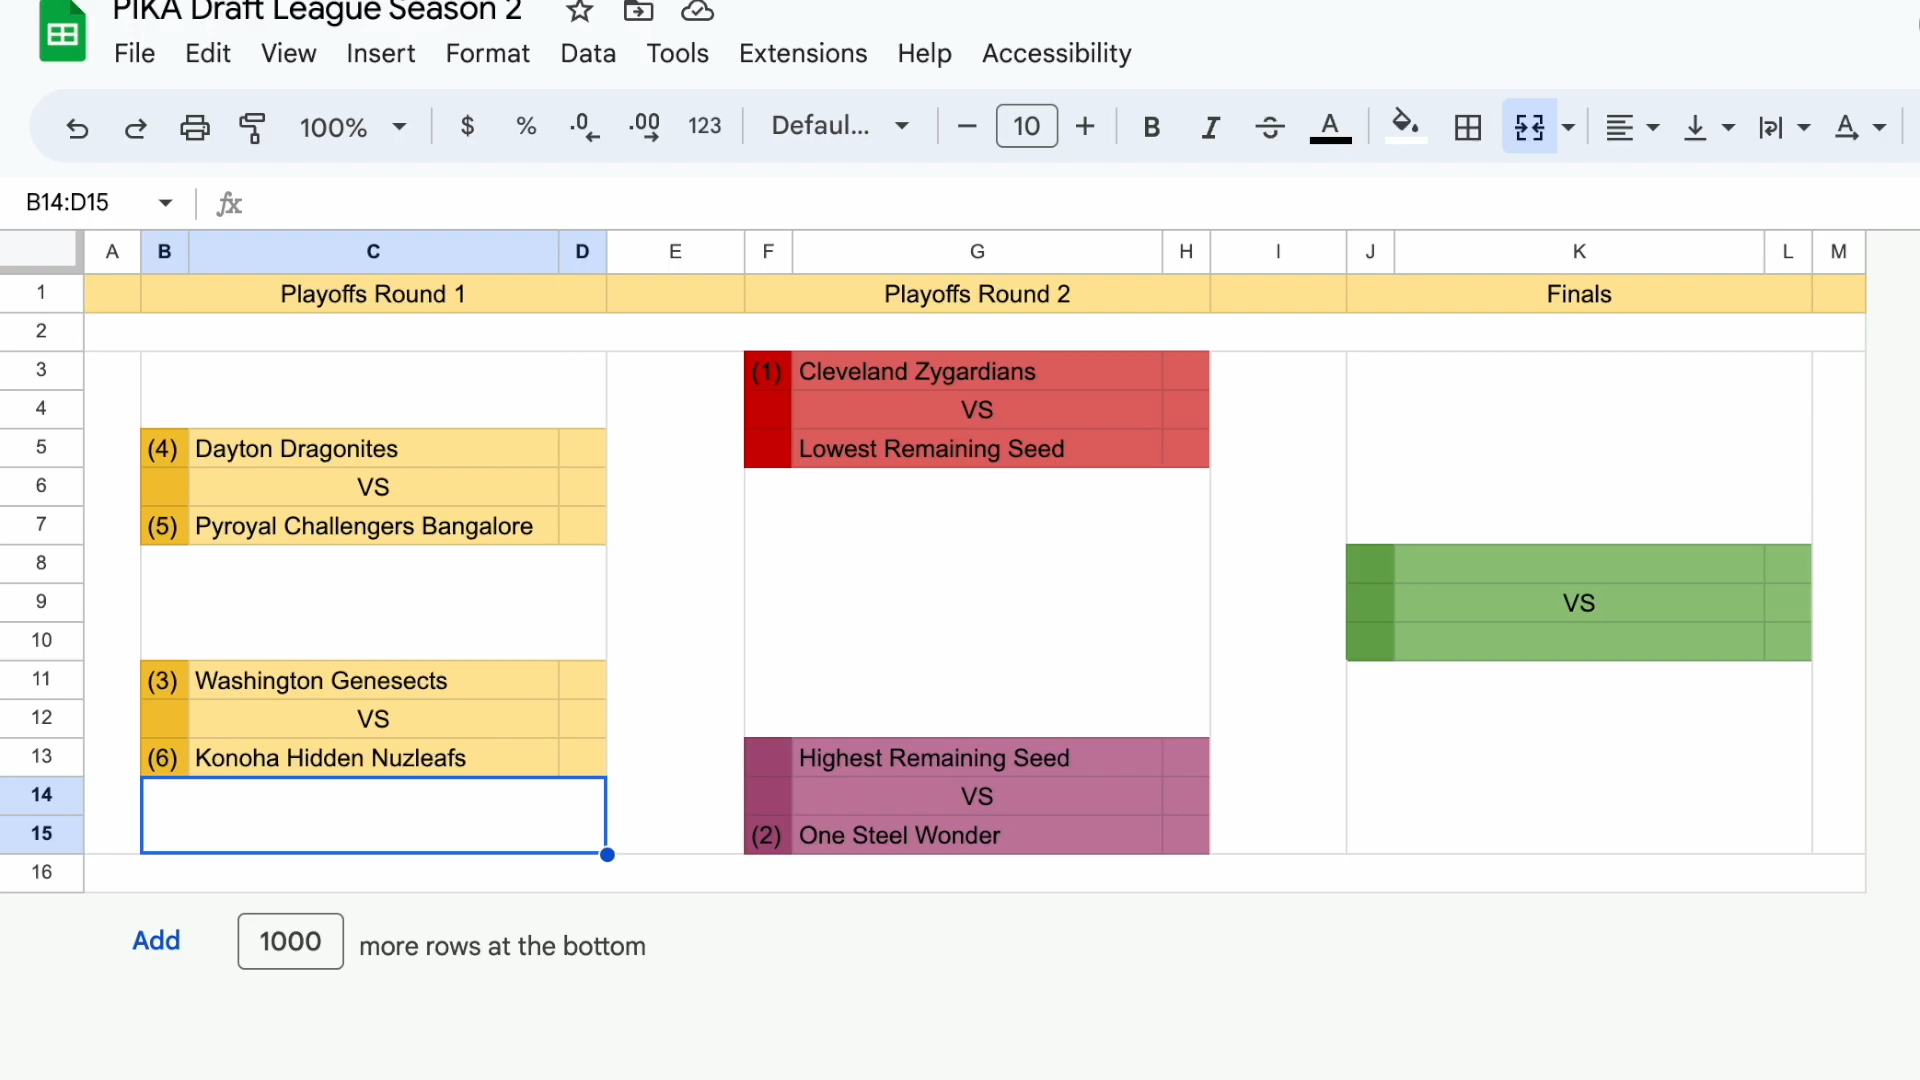 PIKA Draft League Season 2
File Edit View Insert Format Data Tools Extensions Help Accessibility
100% $ % .0 .00 123 Defaul... − 10 + B I S A A
B14:D15 fx
A B C D E F G H I J K L M
1 Playoffs Round 1 Playoffs Round 2 Finals
2
3 (1) Cleveland Zygardians
4 VS
5 (4) Dayton Dragonites Lowest Remaining Seed
6 VS
7 (5) Pyroyal Challengers Bangalore
8
9 VS
10
11 (3) Washington Genesects
12 VS
13 (6) Konoha Hidden Nuzleafs Highest Remaining Seed
14 VS
15 (2) One Steel Wonder
16
Add 1000 more rows at the bottom